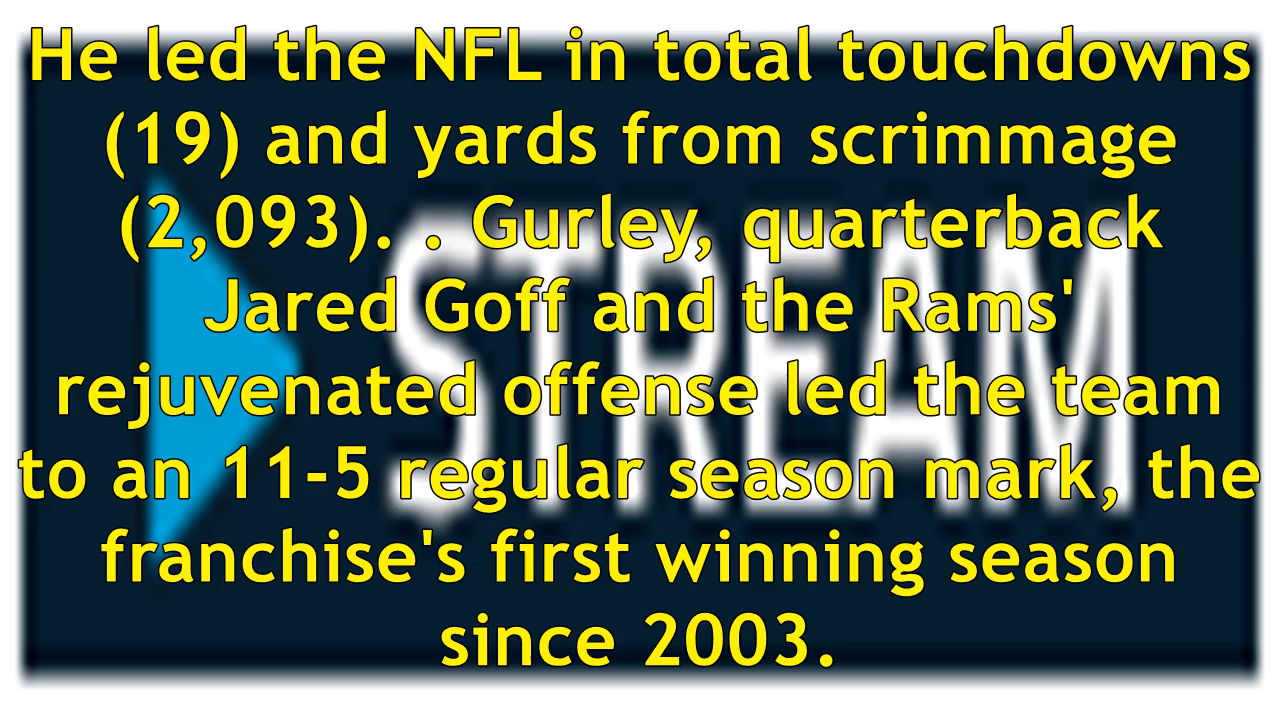 He led the NFL in total touchdowns
(19) and yards from scrimmage
(2,093). . Gurley, quarterback
Jared Goff and the Rams'
rejuvenated offense led the team
to an 11-5 regular season mark, the
franchise's first winning season
since 2003.
STREAM